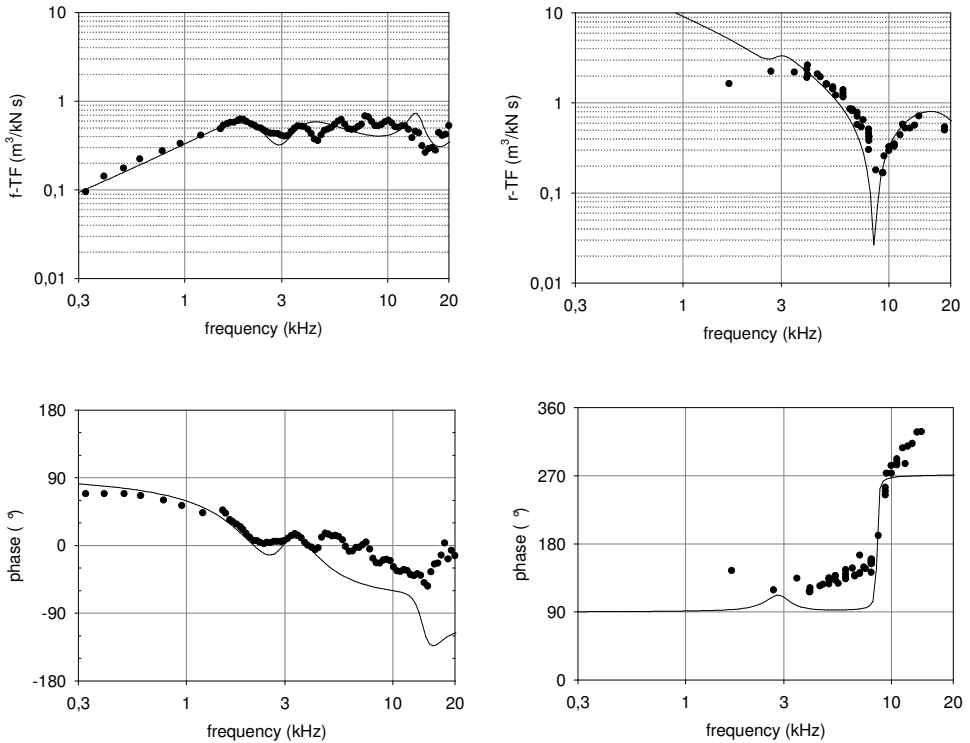 10
1
0,1
0,01
f-TF (m³/kN s)
0,3 1 3 10 20
frequency (kHz)
10
1
0,1
0,01
r-TF (m³/kN s)
0,3 1 3 10 20
frequency (kHz)
180
90
0
-90
-180
phase ( °)
0,3 1 3 10 20
frequency (kHz)
360
270
180
90
0
phase ( °)
0,3 1 3 10 20
frequency (kHz)